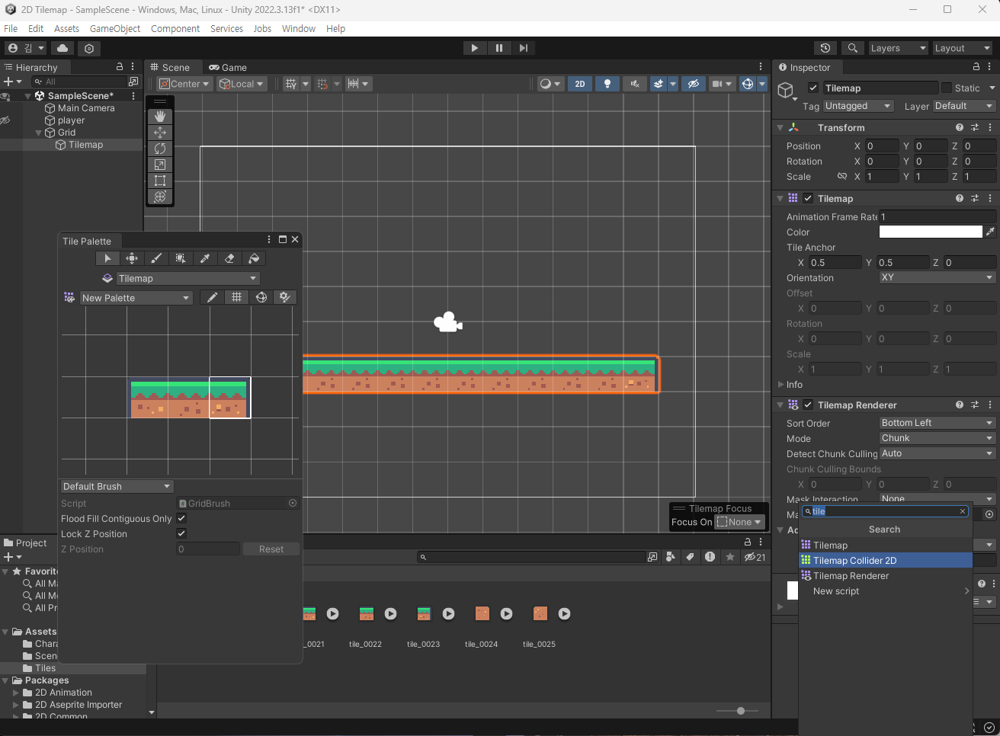 2D Tilemap - SampleScene - Windows, Mac, Linux - Unity 2022.3.13f1* <DX11>
File Edit Assets GameObject Component Services Jobs Window Help
김 Layers Layout
Hierarchy
All
SampleScene*
Main Camera
player
Grid
Tilemap
Scene Game
Center Local 2D
Tile Palette
Tilemap
New Palette
Default Brush
Script GridBrush
Flood Fill Contiguous Only
Lock Z Position
Z Position 0 Reset
Tilemap Focus
Focus On None
Project
21
Favorite
All Ma
All Mo
All Pr
Assets
Chara
Scen
Tiles
Packages
2D Animation
2D Aseprite Importer
2D Common
_0021 tile_0022 tile_0023 tile_0024 tile_0025
Inspector
Tilemap Static
Tag Untagged Layer Default
Transform
Position X 0 Y 0 Z 0
Rotation X 0 Y 0 Z 0
Scale X 1 Y 1 Z 1
Tilemap
Animation Frame Rate 1
Color
Tile Anchor
X 0.5 Y 0.5 Z 0
Orientation XY
Offset
X 0 Y 0 Z 0
Rotation
X 0 Y 0 Z 0
Scale
X 1 Y 1 Z 1
Info
Tilemap Renderer
Sort Order Bottom Left
Mode Chunk
Detect Chunk Culling Auto
Chunk Culling Bounds
X 0 Y 0 Z 0
Mask Interaction None
Ma
Ad
tile
Search
Tilemap
Tilemap Collider 2D
Tilemap Renderer
New script